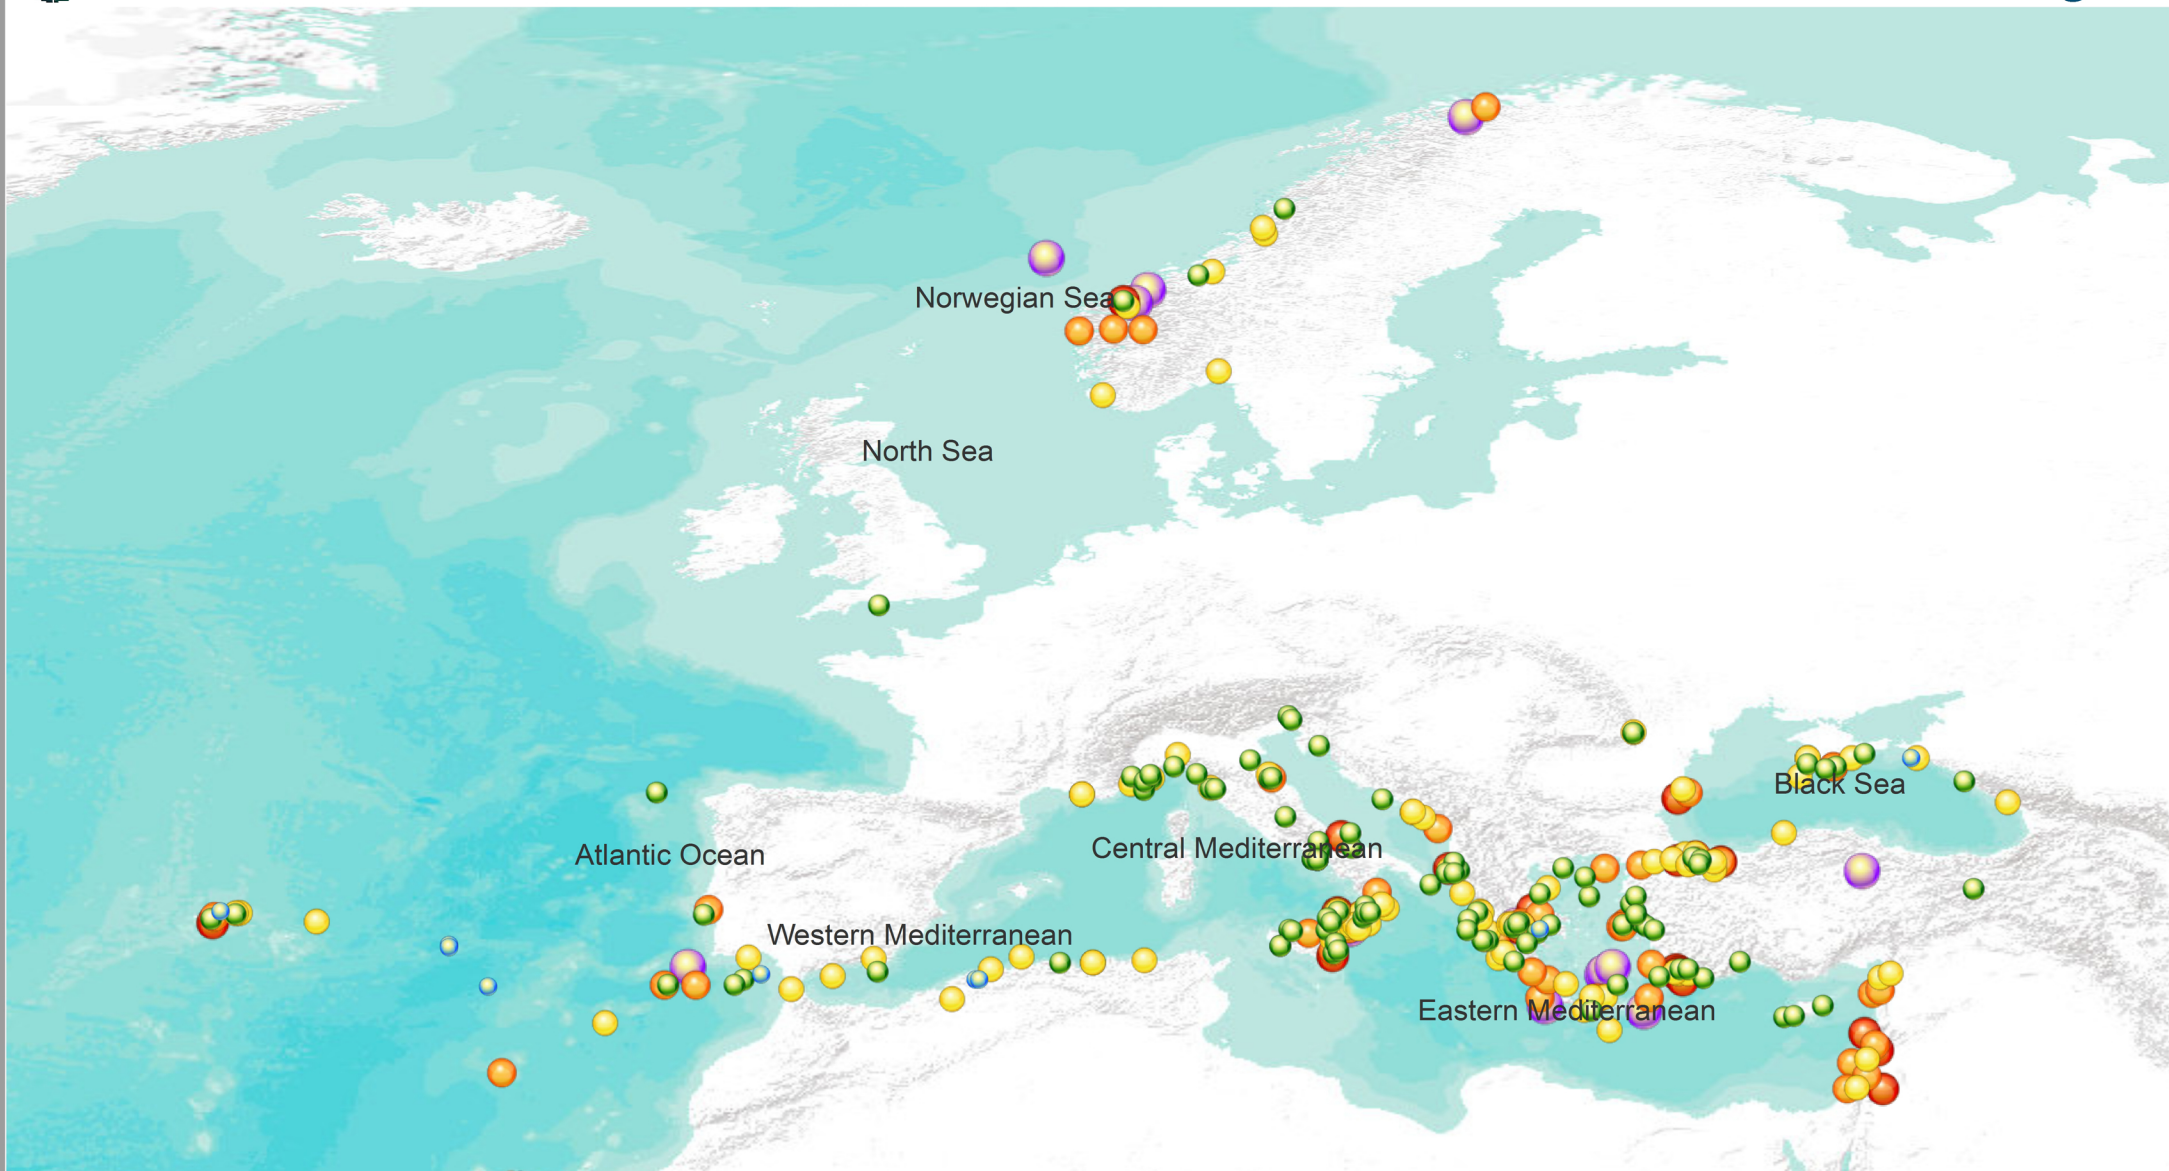 Norwegian Sea
North Sea
Black Sea
Atlantic Ocean
Central Mediterranean
Western Mediterranean
Eastern Mediterranean